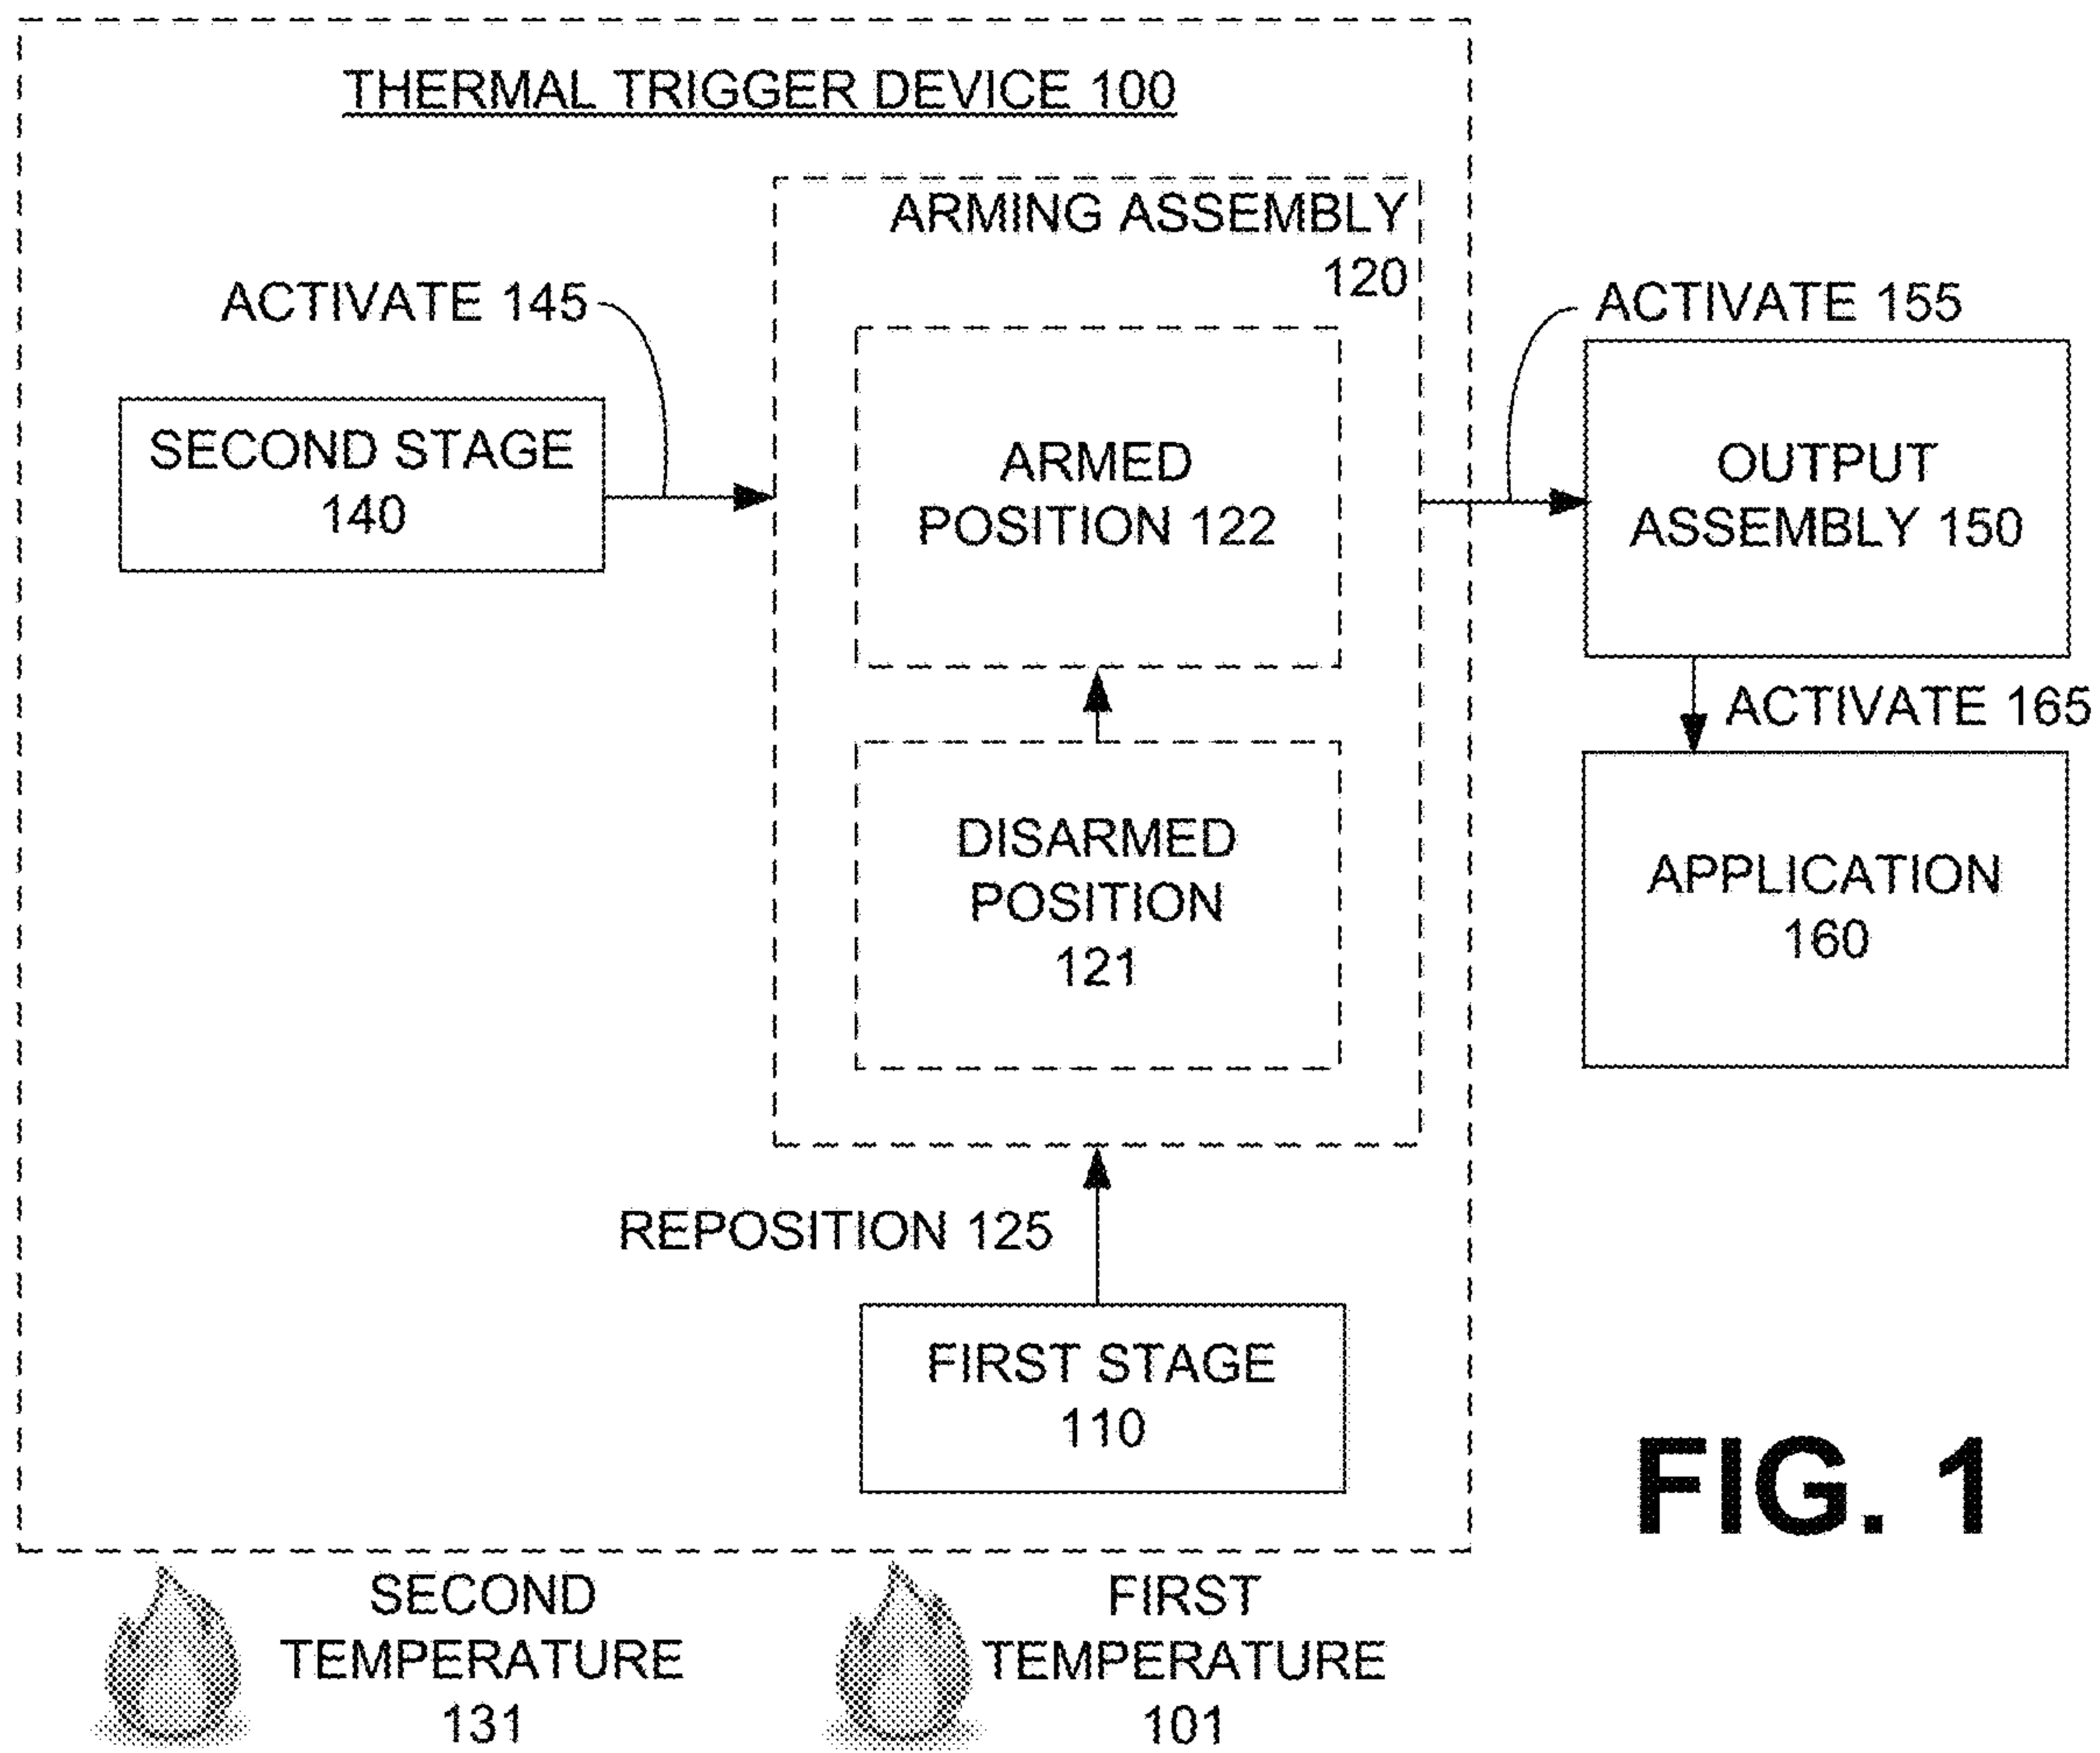 THERMAL TRIGGER DEVICE 100
ARMING ASSEMBLY
120
ACTIVATE 145
ACTIVATE 155
SECOND STAGE
140
ARMED
POSITION 122
OUTPUT
ASSEMBLY 150
ACTIVATE 165
DISARMED
POSITION
121
APPLICATION
160
REPOSITION 125
FIRST STAGE
110
FIG. 1
SECOND
TEMPERATURE
131
FIRST
TEMPERATURE
101